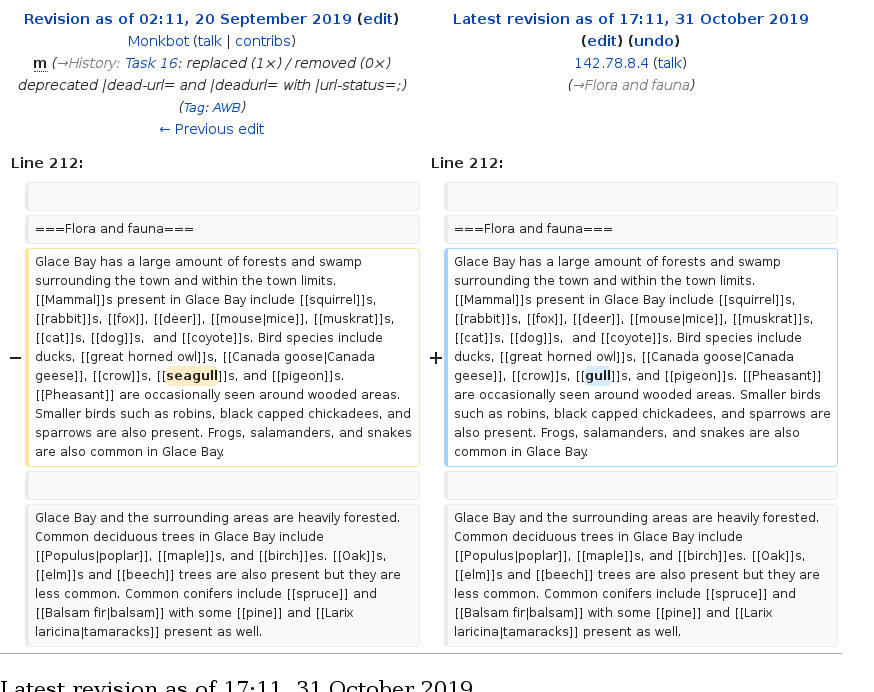 Revision as of 02:11, 20 September 2019 (edit)
Monkbot (talk | contribs)
m (→History: Task 16: replaced (1×) / removed (0×)
deprecated |dead-url= and |deadurl= with |url-status=;)
(Tag: AWB)
← Previous edit
Latest revision as of 17:11, 31 October 2019
(edit) (undo)
142.78.8.4 (talk)
(→Flora and fauna)
Line 212:
Line 212:
===Flora and fauna===
===Flora and fauna===
−
Glace Bay has a large amount of forests and swamp
surrounding the town and within the town limits.
[[Mammal]]s present in Glace Bay include [[squirrel]]s,
[[rabbit]]s, [[fox]], [[deer]], [[mouse|mice]], [[muskrat]]s,
[[cat]]s, [[dog]]s,  and [[coyote]]s. Bird species include
ducks, [[great horned owl]]s, [[Canada goose|Canada
geese]], [[crow]]s, [[seagull]]s, and [[pigeon]]s.
[[Pheasant]] are occasionally seen around wooded areas.
Smaller birds such as robins, black capped chickadees, and
sparrows are also present. Frogs, salamanders, and snakes
are also common in Glace Bay.
+
Glace Bay has a large amount of forests and swamp
surrounding the town and within the town limits.
[[Mammal]]s present in Glace Bay include [[squirrel]]s,
[[rabbit]]s, [[fox]], [[deer]], [[mouse|mice]], [[muskrat]]s,
[[cat]]s, [[dog]]s,  and [[coyote]]s. Bird species include
ducks, [[great horned owl]]s, [[Canada goose|Canada
geese]], [[crow]]s, [[gull]]s, and [[pigeon]]s. [[Pheasant]]
are occasionally seen around wooded areas. Smaller birds
such as robins, black capped chickadees, and sparrows are
also present. Frogs, salamanders, and snakes are also
common in Glace Bay.
Glace Bay and the surrounding areas are heavily forested.
Common deciduous trees in Glace Bay include
[[Populus|poplar]], [[maple]]s, and [[birch]]es. [[Oak]]s,
[[elm]]s and [[beech]] trees are also present but they are
less common. Common conifers include [[spruce]] and
[[Balsam fir|balsam]] with some [[pine]] and [[Larix
laricina|tamaracks]] present as well.
Glace Bay and the surrounding areas are heavily forested.
Common deciduous trees in Glace Bay include
[[Populus|poplar]], [[maple]]s, and [[birch]]es. [[Oak]]s,
[[elm]]s and [[beech]] trees are also present but they are
less common. Common conifers include [[spruce]] and
[[Balsam fir|balsam]] with some [[pine]] and [[Larix
laricina|tamaracks]] present as well.
Latest revision as of 17:11, 31 October 2019